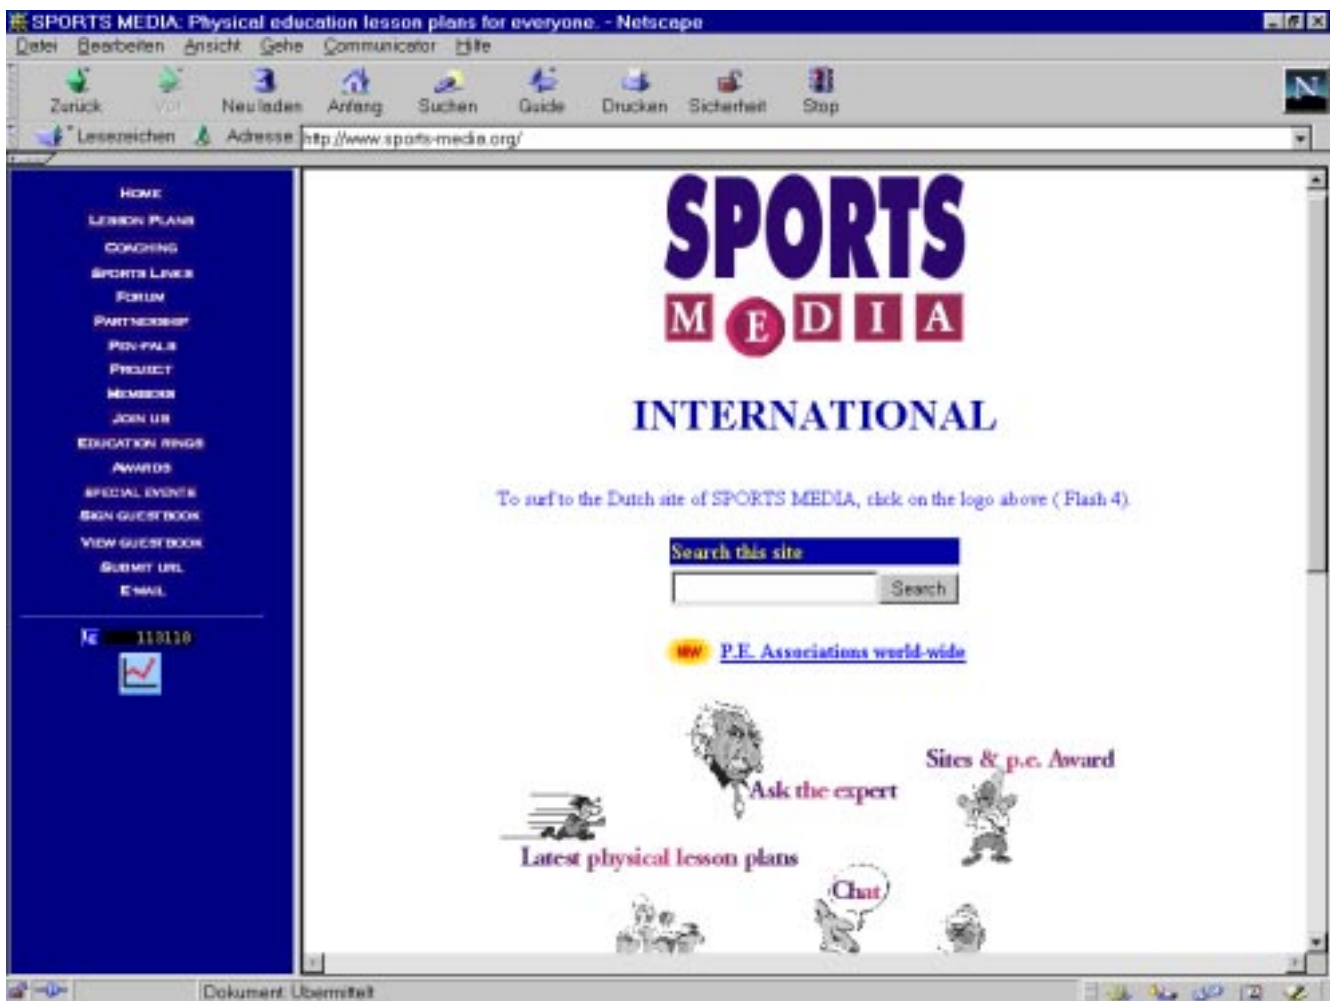 SPORTS MEDIA: Physical education lesson plans for everyone. - Netscape
Datei Bearbeiten Ansicht Gehe Communicator Hilfe
Zurück Vor Neu laden Anfang Suchen Guide Drucken Sicherheit Stop
N
Lesezeichen Adresse http://www.sports-media.org/
HOME
LESSON PLANS
COACHING
SPORTS LINKS
FORUM
PARTNERSHIP
PEN-PALS
PROJECT
MEMBERS
JOIN US
EDUCATION RINGS
AWARDS
SPECIAL EVENTS
SIGN GUESTBOOK
VIEW GUESTBOOK
SUBMIT URL
E-MAIL
SPORTS
MEDIA
INTERNATIONAL
To surf to the Dutch site of SPORTS MEDIA, click on the logo above ( Flash 4).
Search this site
Search
NEW P.E. Associations world-wide
Ask the expert
Sites & p.e. Award
Latest physical lesson plans
Chat
Dokument: Übermittelt